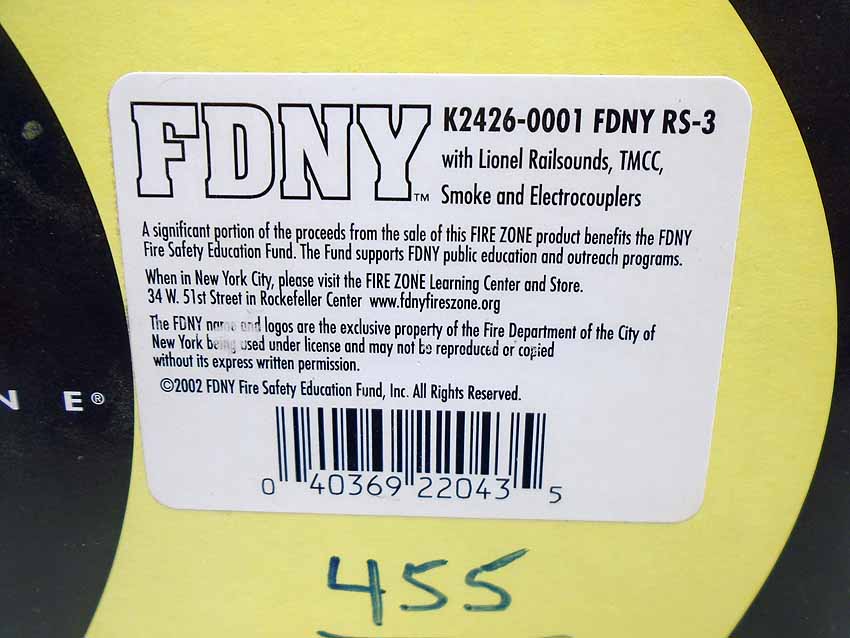 FDNY™
K2426-0001 FDNY RS-3
with Lionel Railsounds, TMCC,
Smoke and Electrocouplers
A significant portion of the proceeds from the sale of this FIRE ZONE product benefits the FDNY
Fire Safety Education Fund. The Fund supports FDNY public education and outreach programs.
When in New York City, please visit the FIRE ZONE Learning Center and Store.
34 W. 51st Street in Rockefeller Center www.fdnyfireszone.org
The FDNY name and logos are the exclusive property of the Fire Department of the City of
New York being used under license and may not be reproduced or copied
without its express written permission.
©2002 FDNY Fire Safety Education Fund, Inc. All Rights Reserved.
N E®
0 40369 22043 5
455